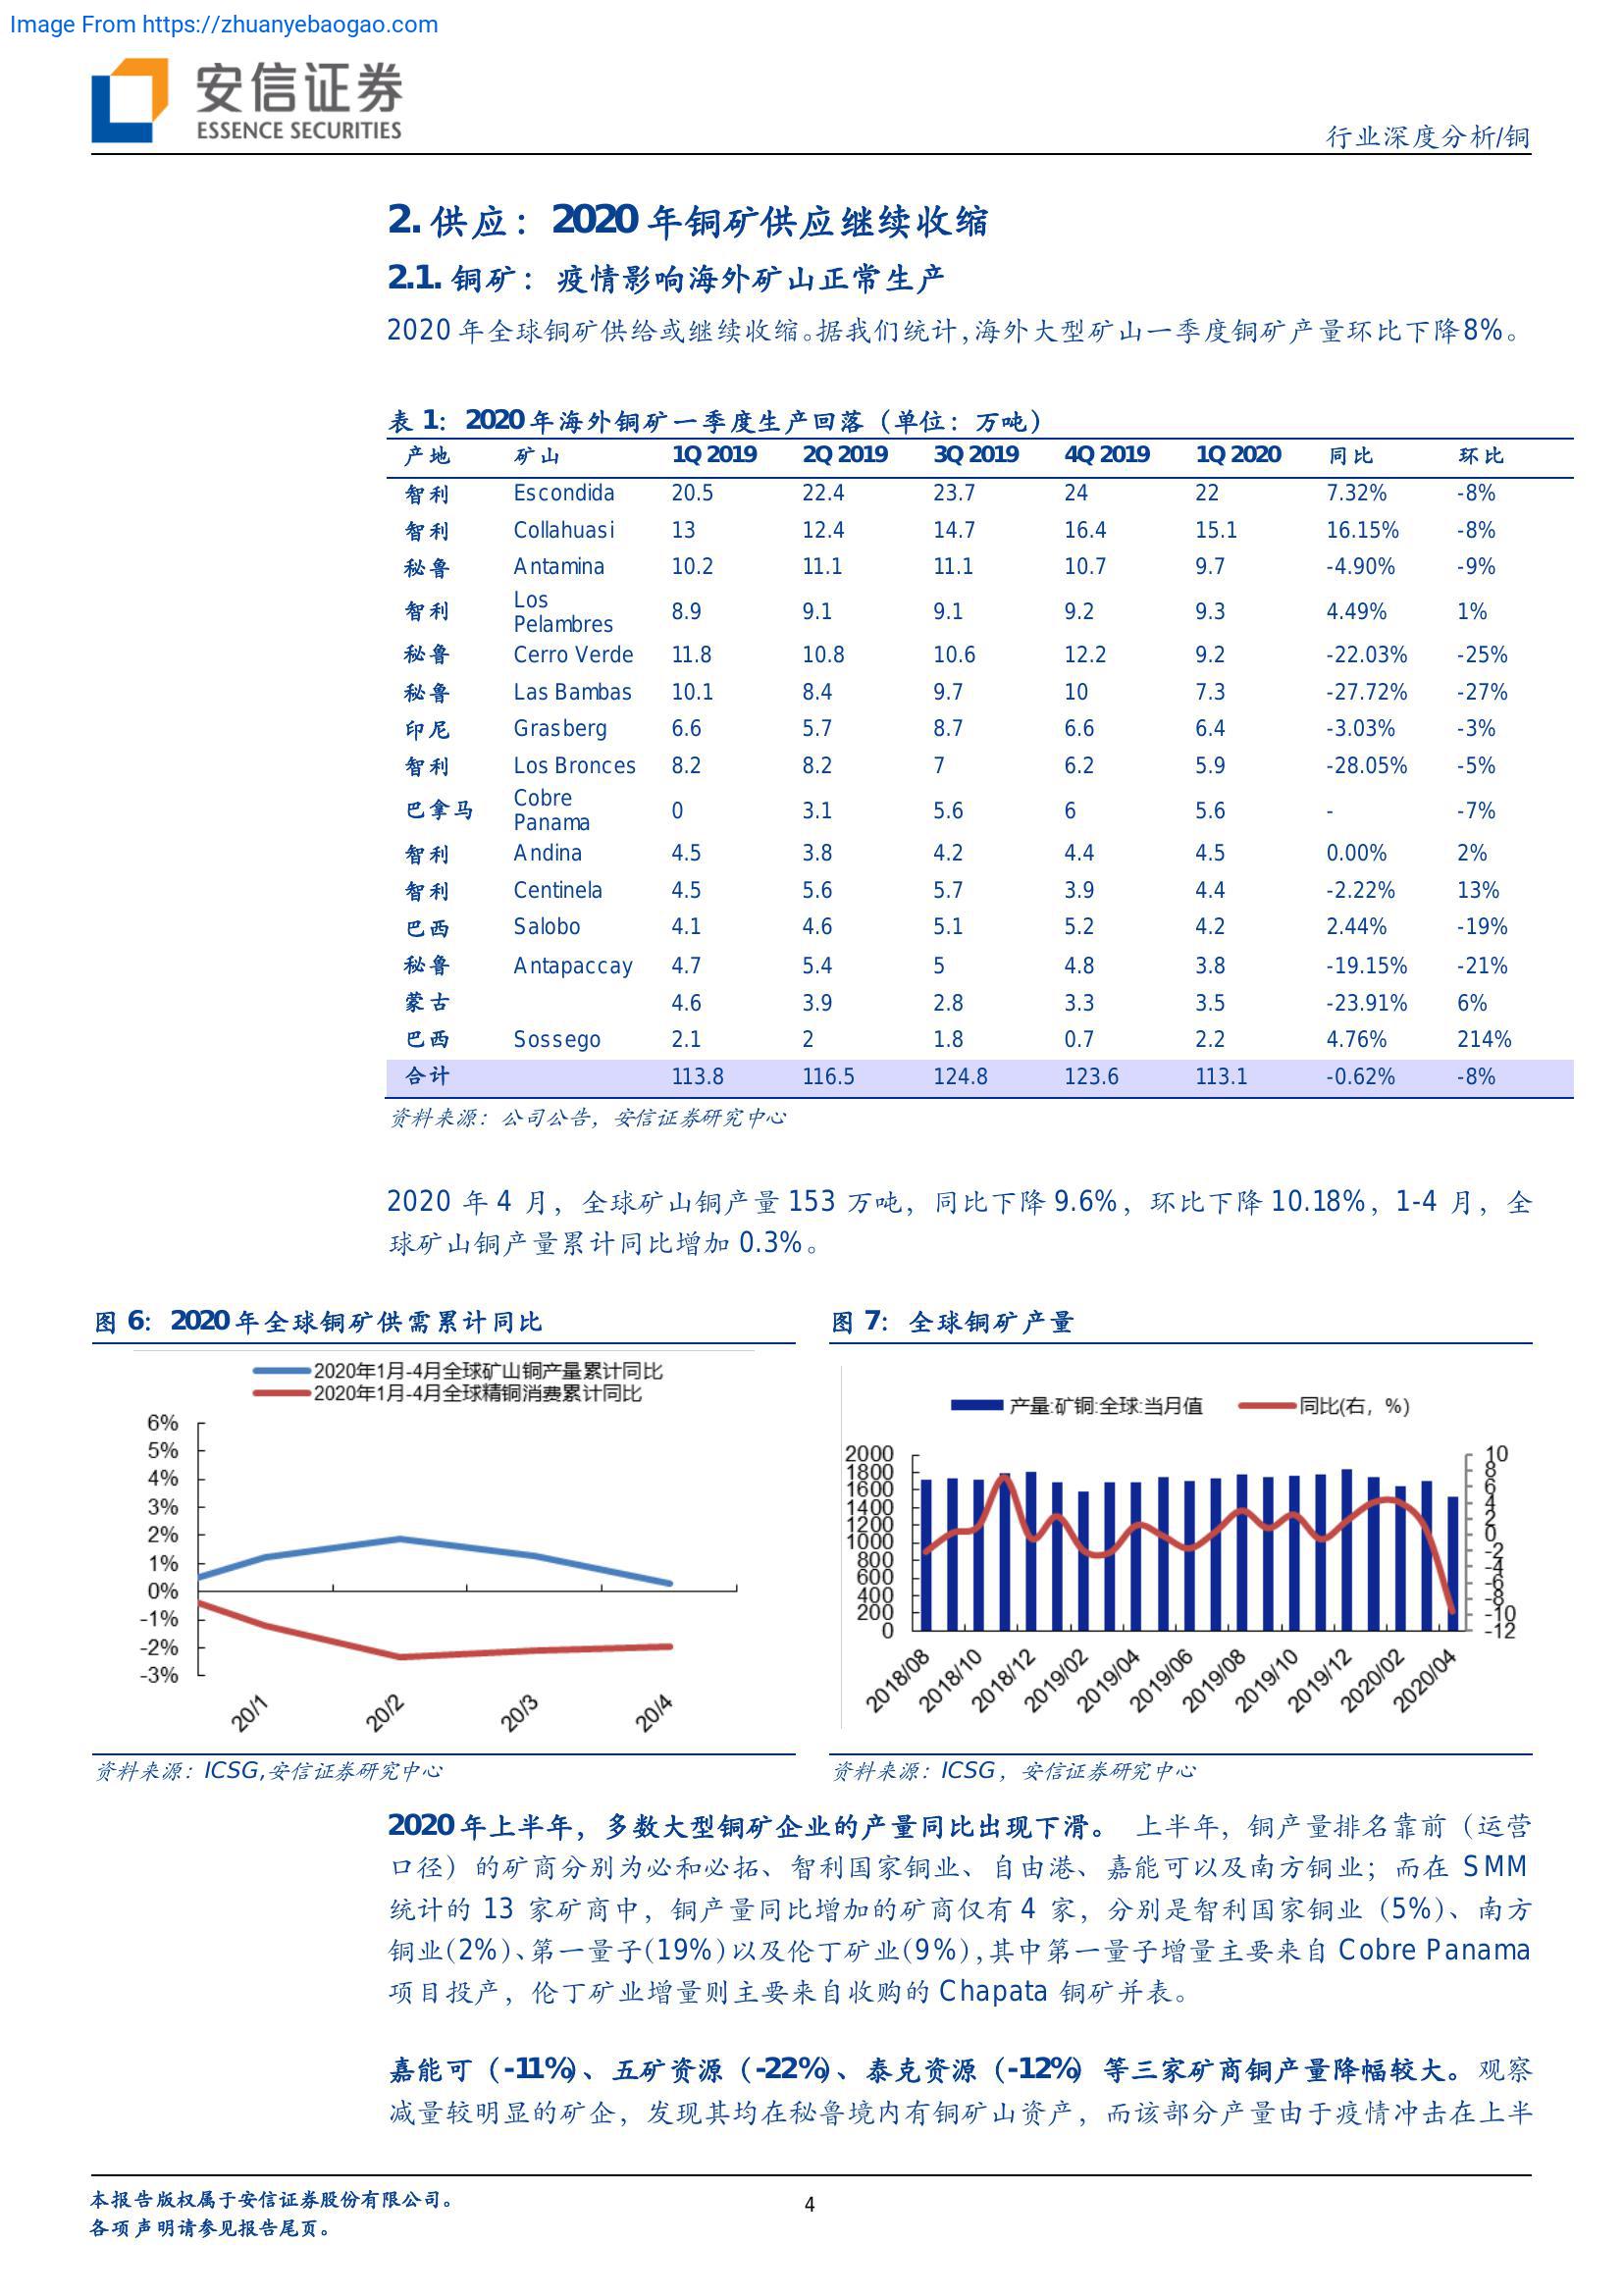 Image From https://zhuanyebaogao.com
安信证券
ESSENCE SECURITIES
行业深度分析/铜
2. 供应：2020 年铜矿供应继续收缩
2.1. 铜矿：疫情影响海外矿山正常生产
2020 年全球铜矿供给或继续收缩。据我们统计，海外大型矿山一季度铜矿产量环比下降8%。
表 1：2020 年海外铜矿一季度生产回落（单位：万吨）
产地 矿山 1Q 2019 2Q 2019 3Q 2019 4Q 2019 1Q 2020 同比 环比
智利 Escondida 20.5 22.4 23.7 24 22 7.32% -8%
智利 Collahuasi 13 12.4 14.7 16.4 15.1 16.15% -8%
秘鲁 Antamina 10.2 11.1 11.1 10.7 9.7 -4.90% -9%
智利 Los Pelambres 8.9 9.1 9.1 9.2 9.3 4.49% 1%
秘鲁 Cerro Verde 11.8 10.8 10.6 12.2 9.2 -22.03% -25%
秘鲁 Las Bambas 10.1 8.4 9.7 10 7.3 -27.72% -27%
印尼 Grasberg 6.6 5.7 8.7 6.6 6.4 -3.03% -3%
智利 Los Bronces 8.2 8.2 7 6.2 5.9 -28.05% -5%
巴拿马 Cobre Panama 0 3.1 5.6 6 5.6 - -7%
智利 Andina 4.5 3.8 4.2 4.4 4.5 0.00% 2%
智利 Centinela 4.5 5.6 5.7 3.9 4.4 -2.22% 13%
巴西 Salobo 4.1 4.6 5.1 5.2 4.2 2.44% -19%
秘鲁 Antapaccay 4.7 5.4 5 4.8 3.8 -19.15% -21%
蒙古 4.6 3.9 2.8 3.3 3.5 -23.91% 6%
巴西 Sossego 2.1 2 1.8 0.7 2.2 4.76% 214%
合计 113.8 116.5 124.8 123.6 113.1 -0.62% -8%
资料来源：公司公告，安信证券研究中心
2020 年 4 月，全球矿山铜产量 153 万吨，同比下降 9.6%，环比下降 10.18%，1-4 月，全
球矿山铜产量累计同比增加 0.3%。
图 6：2020 年全球铜矿供需累计同比
2020年1月-4月全球矿山铜产量累计同比
2020年1月-4月全球精铜消费累计同比
6%
5%
4%
3%
2%
1%
0%
-1%
-2%
-3%
20/1 20/2 20/3 20/4
资料来源：ICSG,安信证券研究中心
图 7：全球铜矿产量
产量:矿铜:全球:当月值 同比(右，%)
2000
1800
1600
1400
1200
1000
800
600
400
200
0
10
8
6
4
2
0
-2
-4
-6
-8
-10
-12
2018/08 2018/10 2018/12 2019/02 2019/04 2019/06 2019/08 2019/10 2019/12 2020/02 2020/04
资料来源：ICSG，安信证券研究中心
2020 年上半年，多数大型铜矿企业的产量同比出现下滑。 上半年，铜产量排名靠前（运营
口径）的矿商分别为必和必拓、智利国家铜业、自由港、嘉能可以及南方铜业；而在 SMM
统计的 13 家矿商中，铜产量同比增加的矿商仅有 4 家，分别是智利国家铜业（5%）、南方
铜业(2%)、第一量子(19%)以及伦丁矿业(9%)，其中第一量子增量主要来自 Cobre Panama
项目投产，伦丁矿业增量则主要来自收购的 Chapata 铜矿并表。
嘉能可（-11%）、五矿资源（-22%）、泰克资源（-12%）等三家矿商铜产量降幅较大。观察
减量较明显的矿企，发现其均在秘鲁境内有铜矿山资产，而该部分产量由于疫情冲击在上半
本报告版权属于安信证券股份有限公司。
各项声明请参见报告尾页。
4